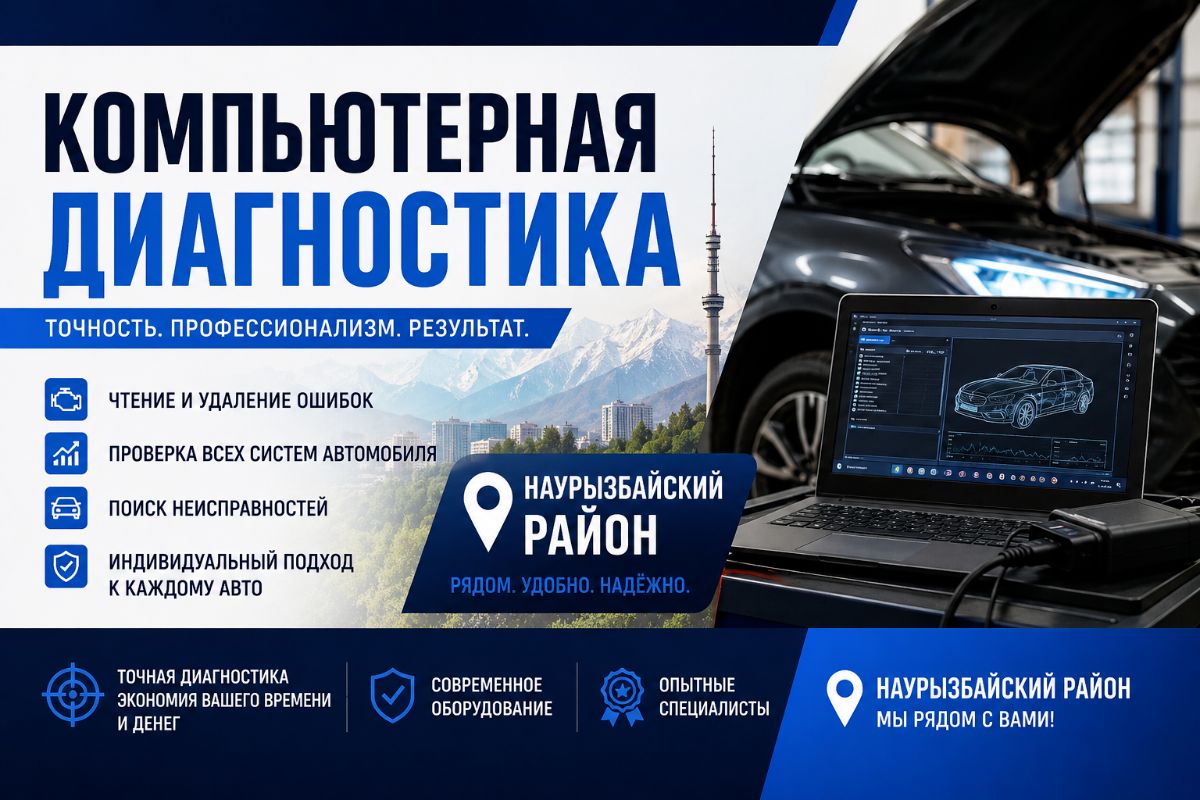 КОМПЬЮТЕРНАЯ
ДИАГНОСТИКА
ТОЧНОСТЬ. ПРОФЕССИОНАЛИЗМ. РЕЗУЛЬТАТ.
ЧТЕНИЕ И УДАЛЕНИЕ ОШИБОК
ПРОВЕРКА ВСЕХ СИСТЕМ АВТОМОБИЛЯ
ПОИСК НЕИСПРАВНОСТЕЙ
ИНДИВИДУАЛЬНЫЙ ПОДХОД
К КАЖДОМУ АВТО
НАУРЫЗБАЙСКИЙ
РАЙОН
РЯДОМ. УДОБНО. НАДЁЖНО.
ТОЧНАЯ ДИАГНОСТИКА
ЭКОНОМИЯ ВАШЕГО ВРЕМЕНИ
И ДЕНЕГ
СОВРЕМЕННОЕ
ОБОРУДОВАНИЕ
ОПЫТНЫЕ
СПЕЦИАЛИСТЫ
НАУРЫЗБАЙСКИЙ РАЙОН
МЫ РЯДОМ С ВАМИ!